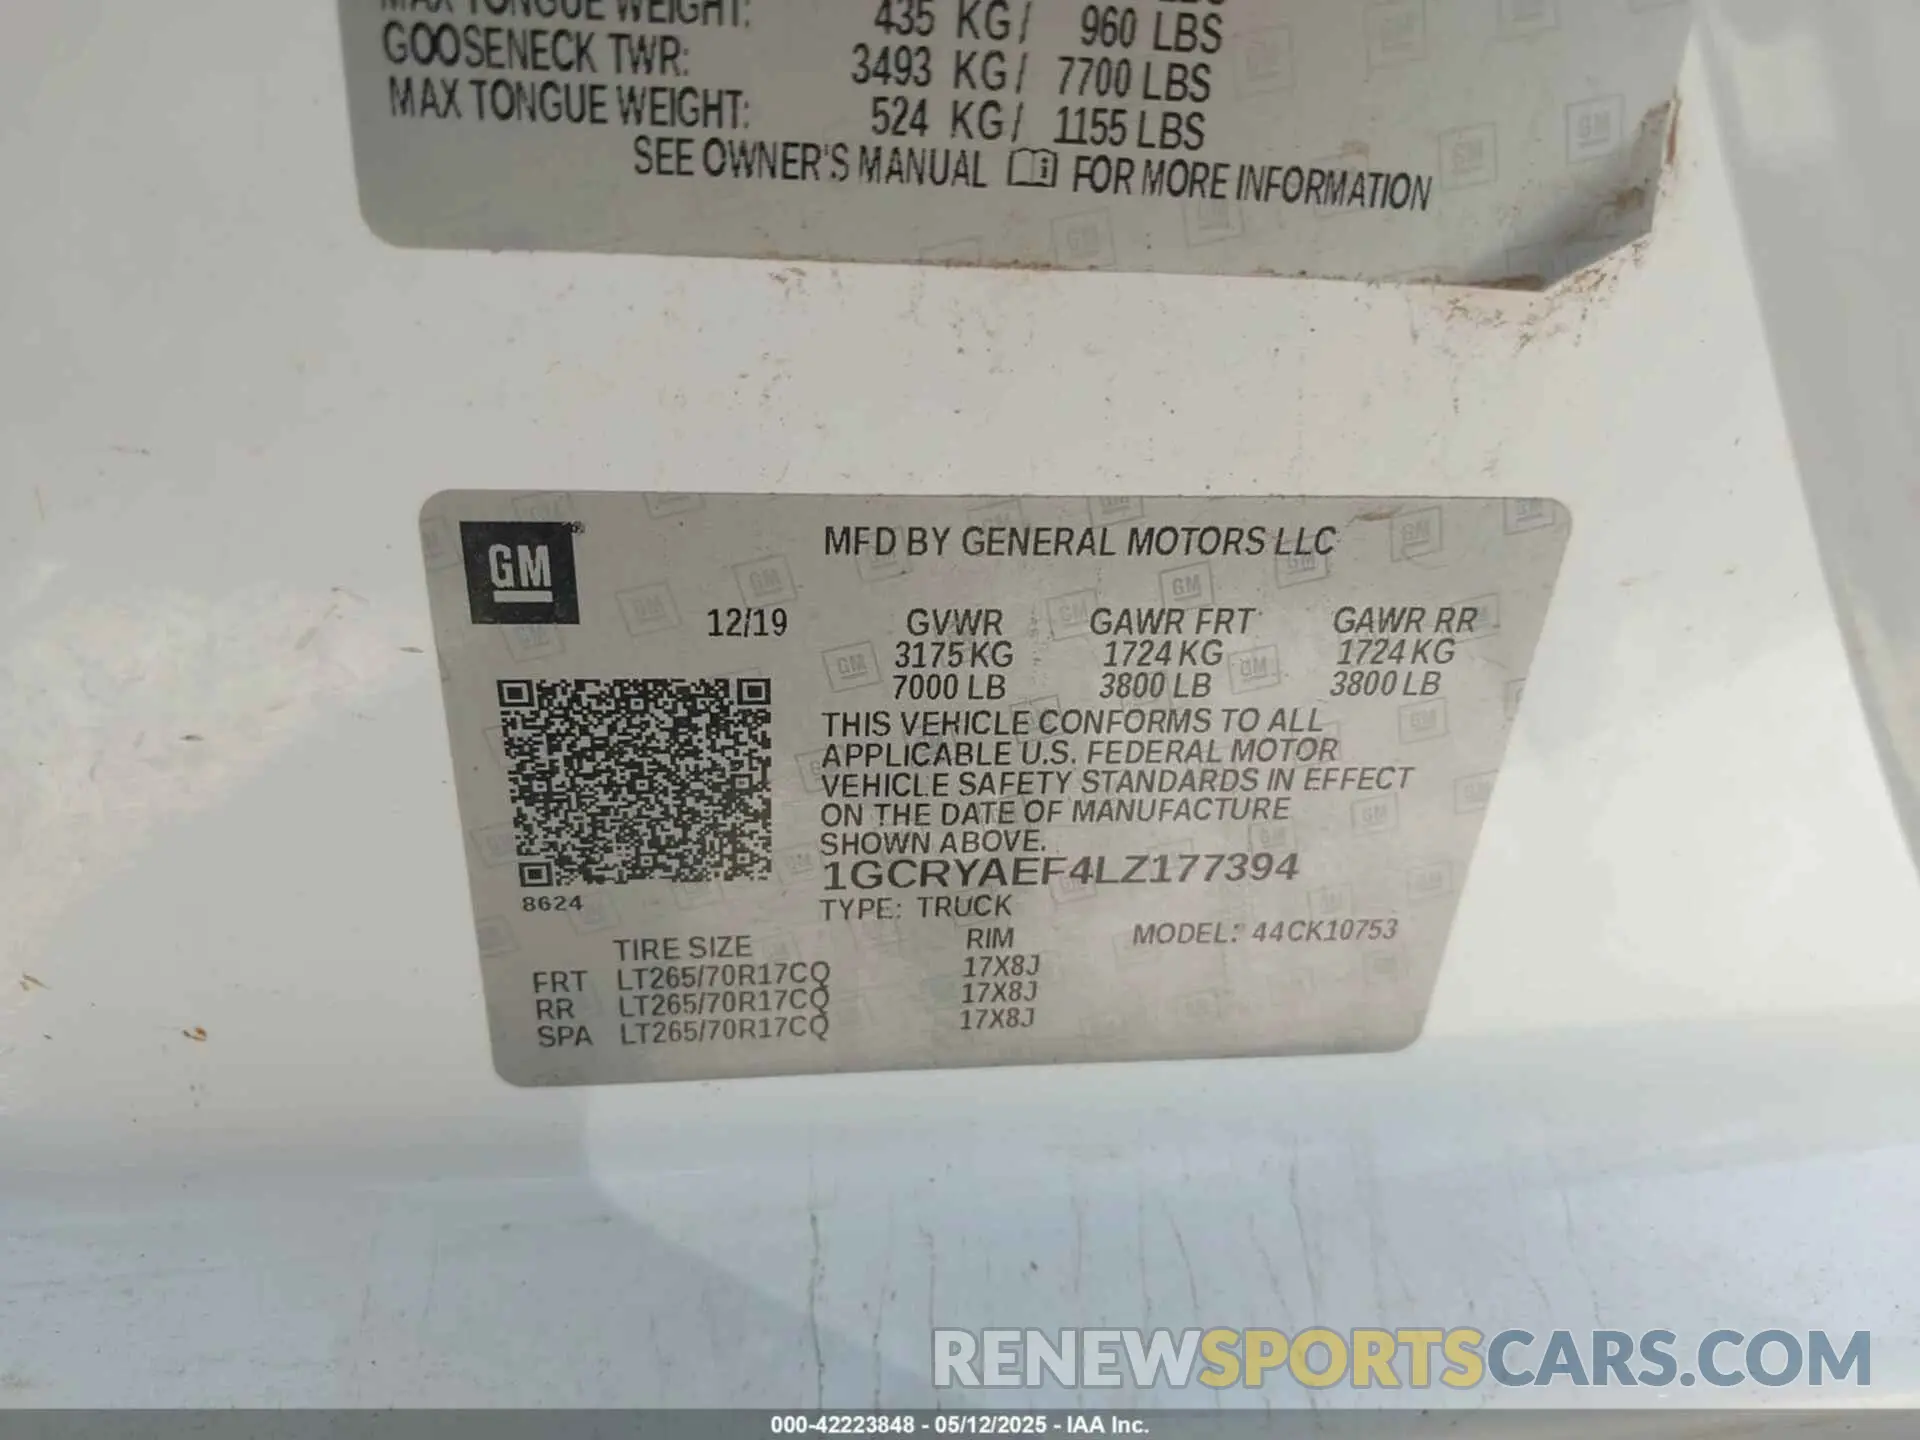 MAX TONGUE WEIGHT: 435 KG/ 960 LBS
GOOSENECK TWR: 3493 KG/ 7700 LBS
MAX TONGUE WEIGHT: 524 KG/ 1155 LBS
SEE OWNER'S MANUAL FOR MORE INFORMATION
GM
MFD BY GENERAL MOTORS LLC
12/19 GVWR GAWR FRT GAWR RR
3175 KG 1724 KG 1724 KG
7000 LB 3800 LB 3800 LB
THIS VEHICLE CONFORMS TO ALL
APPLICABLE U.S. FEDERAL MOTOR
VEHICLE SAFETY STANDARDS IN EFFECT
ON THE DATE OF MANUFACTURE
SHOWN ABOVE.
1GCRYAEF4LZ177394
8624
TYPE: TRUCK
MODEL: 44CK10753
TIRE SIZE RIM
FRT LT265/70R17CQ 17X8J
RR LT265/70R17CQ 17X8J
SPA LT265/70R17CQ 17X8J
RENEWSPORTSCARS.COM
000-42223848 - 05/12/2025 - IAA Inc.